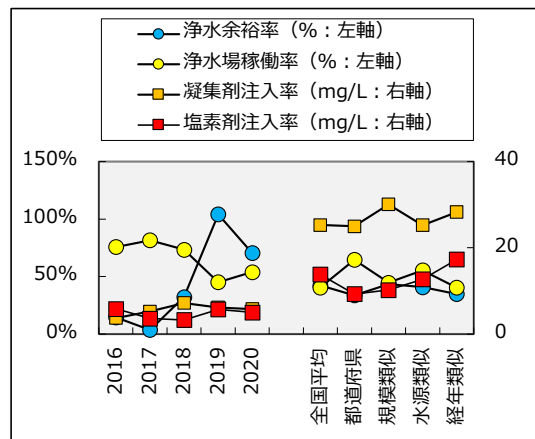 浄水余裕率（%：左軸）
浄水場稼働率（%：左軸）
凝集剤注入率（mg/L：右軸）
塩素剤注入率（mg/L：右軸）
150%
100%
50%
0%
40
20
0
2016
2017
2018
2019
2020
全国平均
都道府県
規模類似
水源類似
経年類似